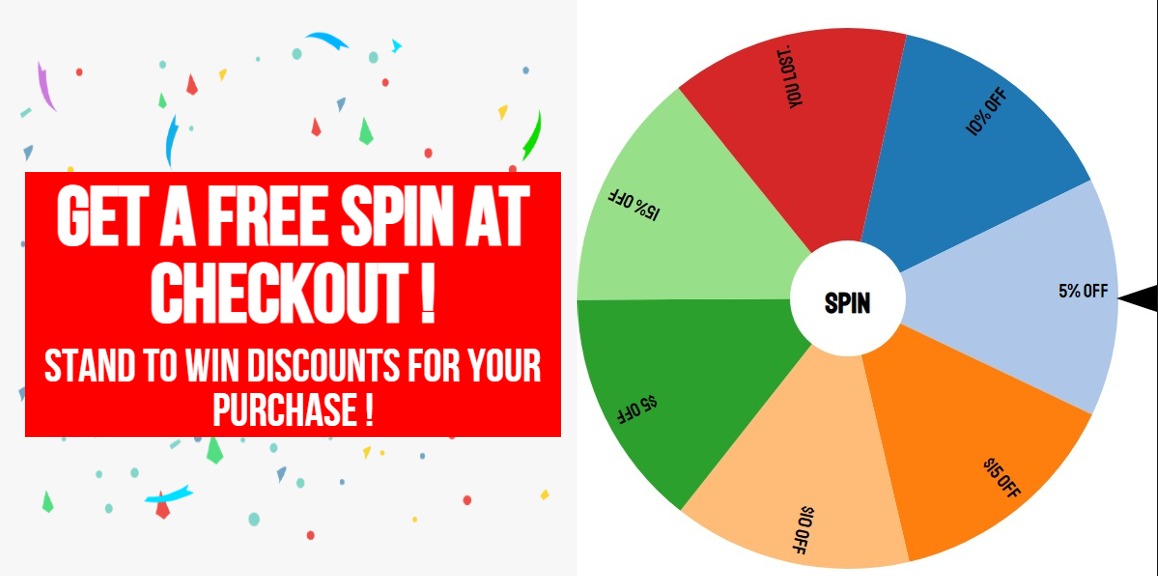 GET A FREE SPIN AT
CHECKOUT !
STAND TO WIN DISCOUNTS FOR YOUR
PURCHASE !
YOU LOST.
10% OFF
15% OFF
5% OFF
SPIN
$5 OFF
$15 OFF
$10 OFF